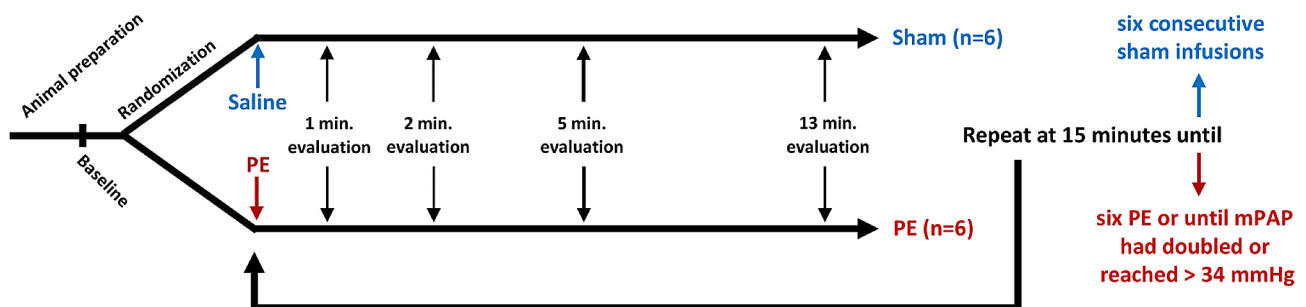 Animal preparation
Baseline
Randomization
Saline
PE
1 min.
evaluation
2 min.
evaluation
5 min.
evaluation
13 min.
evaluation
Sham (n=6)
PE (n=6)
six consecutive
sham infusions
Repeat at 15 minutes until
six PE or until mPAP
had doubled or
reached > 34 mmHg